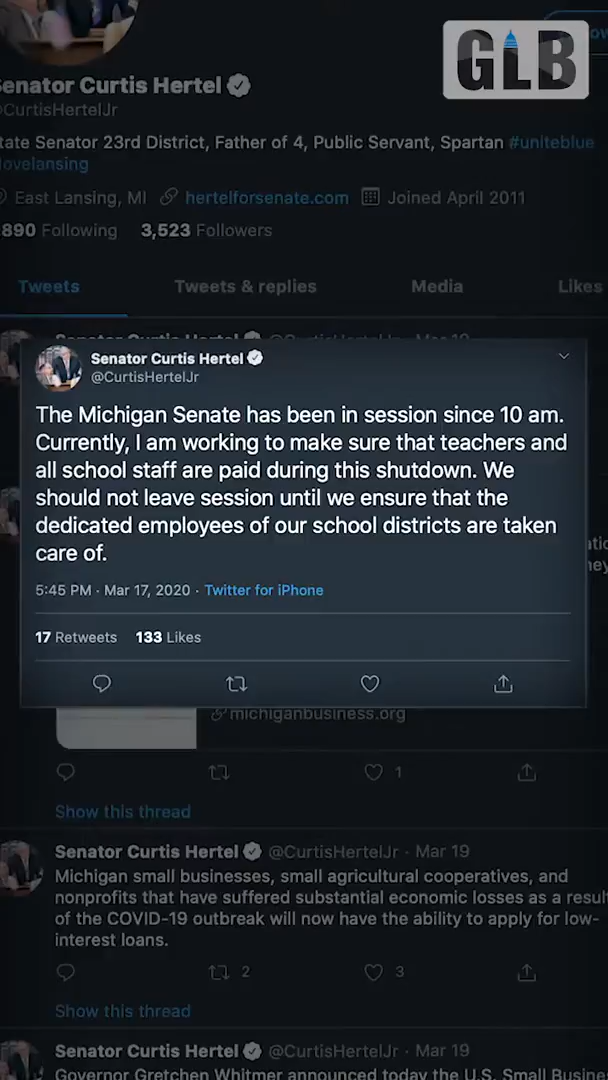 GLB
Senator Curtis Hertel
@CurtisHertelJr
tate Senator 23rd District, Father of 4, Public Servant, Spartan #uniteblue
lovelansing
East Lansing, MI hertelforsenate.com Joined April 2011
890 Following 3,523 Followers
Tweets Tweets & replies Media Likes
Senator Curtis Hertel @CurtisHertelJr · Mar 19
Senator Curtis Hertel
@CurtisHertelJr
The Michigan Senate has been in session since 10 am.
Currently, I am working to make sure that teachers and
all school staff are paid during this shutdown. We
should not leave session until we ensure that the
dedicated employees of our school districts are taken
care of.
5:45 PM · Mar 17, 2020 · Twitter for iPhone
17 Retweets 133 Likes
michiganbusiness.org
1
Show this thread
Senator Curtis Hertel @CurtisHertelJr · Mar 19
Michigan small businesses, small agricultural cooperatives, and
nonprofits that have suffered substantial economic losses as a resul
of the COVID-19 outbreak will now have the ability to apply for low-
interest loans.
2 3
Show this thread
Senator Curtis Hertel @CurtisHertelJr · Mar 19
Governor Gretchen Whitmer announced today the U.S. Small Busine